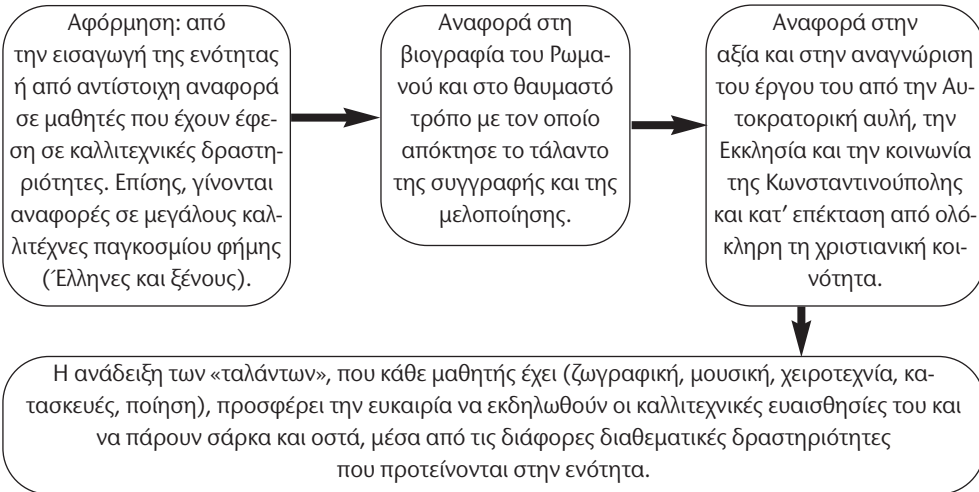 Αφόρμηση: από
την εισαγωγή της ενότητας
ή από αντίστοιχη αναφορά
σε μαθητές που έχουν έφε-
ση σε καλλιτεχνικές δραστη-
ριότητες. Επίσης, γίνονται
αναφορές σε μεγάλους καλ-
λιτέχνες παγκοσμίου φήμης
(Έλληνες και ξένους).
Αναφορά στη
βιογραφία του Ρωμα-
νού και στο θαυμαστό
τρόπο με τον οποίο
απόκτησε το τάλαντο
της συγγραφής και της
μελοποίησης.
Αναφορά στην
αξία και στην αναγνώριση
του έργου του από την Αυ-
τοκρατορική αυλή, την
Εκκλησία και την κοινωνία
της Κωνσταντινούπολης
και κατ’ επέκταση από ολό-
κληρη τη χριστιανική κοι-
νότητα.
Η ανάδειξη των «ταλάντων», που κάθε μαθητής έχει (ζωγραφική, μουσική, χειροτεχνία, κα-
τασκευές, ποίηση), προσφέρει την ευκαιρία να εκδηλωθούν οι καλλιτεχνικές ευαισθησίες του και
να πάρουν σάρκα και οστά, μέσα από τις διάφορες διαθεματικές δραστηριότητες
που προτείνονται στην ενότητα.